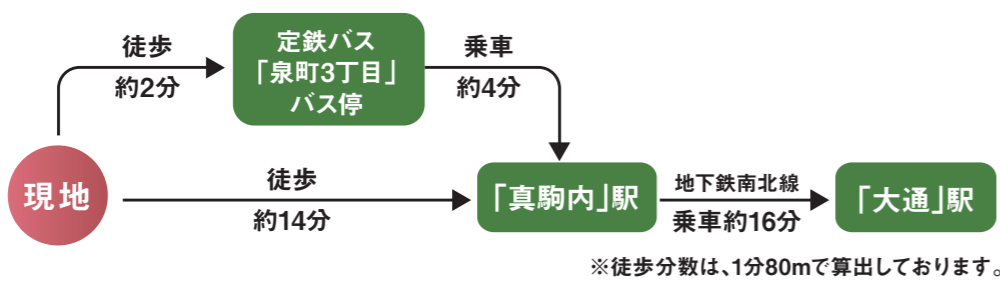 徒歩
約2分
定鉄バス
「泉町3丁目」
バス停
乗車
約4分
現地
徒歩
約14分
「真駒内」駅
地下鉄南北線
乗車約16分
「大通」駅
※徒歩分数は、1分80mで算出しております。